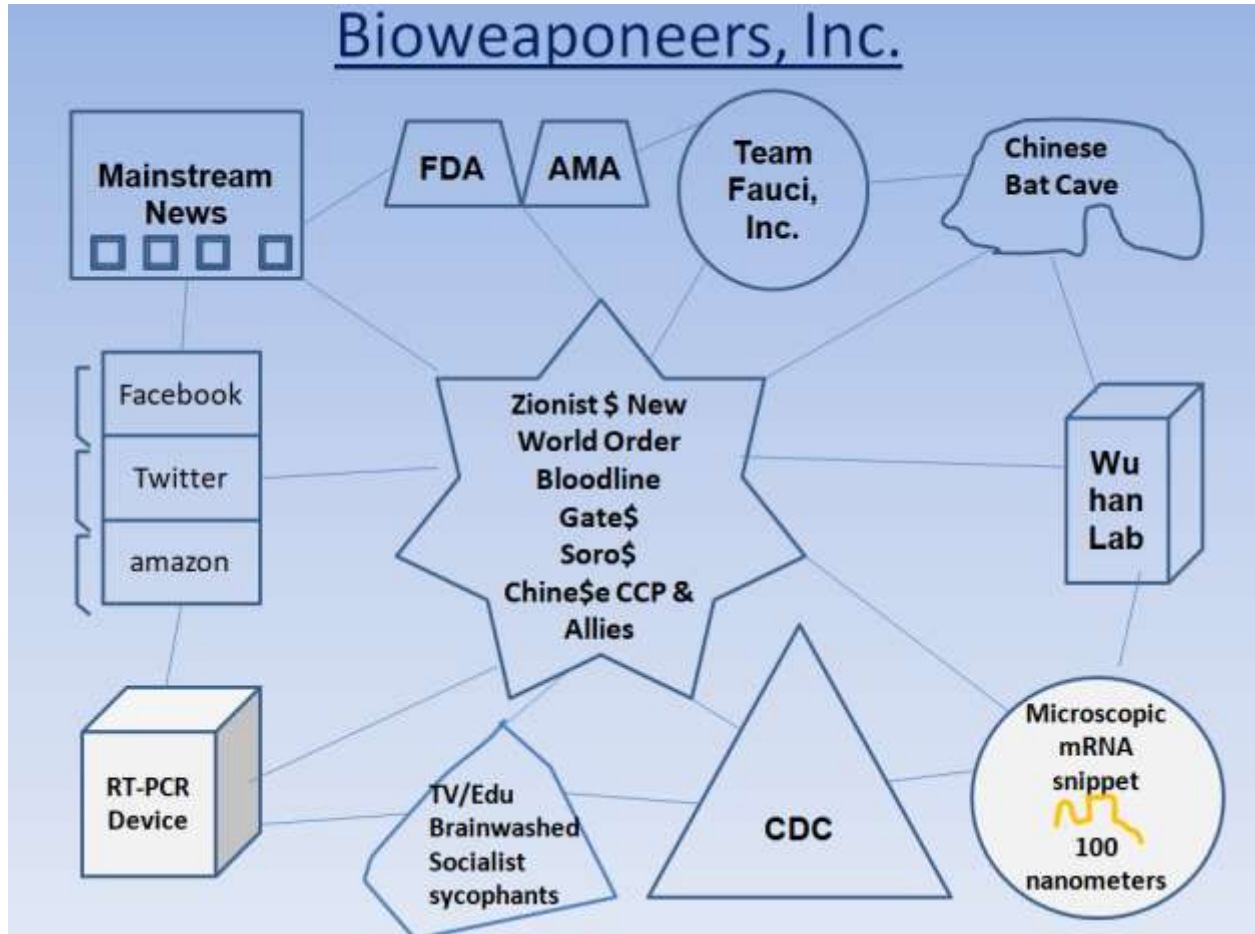 Bioweaponeers, Inc.
Mainstream
News
FDA
AMA
Team
Fauci,
Inc.
Chinese
Bat Cave
Facebook
Twitter
amazon
Zionist $ New
World Order
Bloodline
Gate$
Soro$
Chine$e CCP &
Allies
Wu
han
Lab
RT-PCR
Device
TV/Edu
Brainwashed
Socialist
sycophants
CDC
Microscopic
mRNA
snippet
100
nanometers